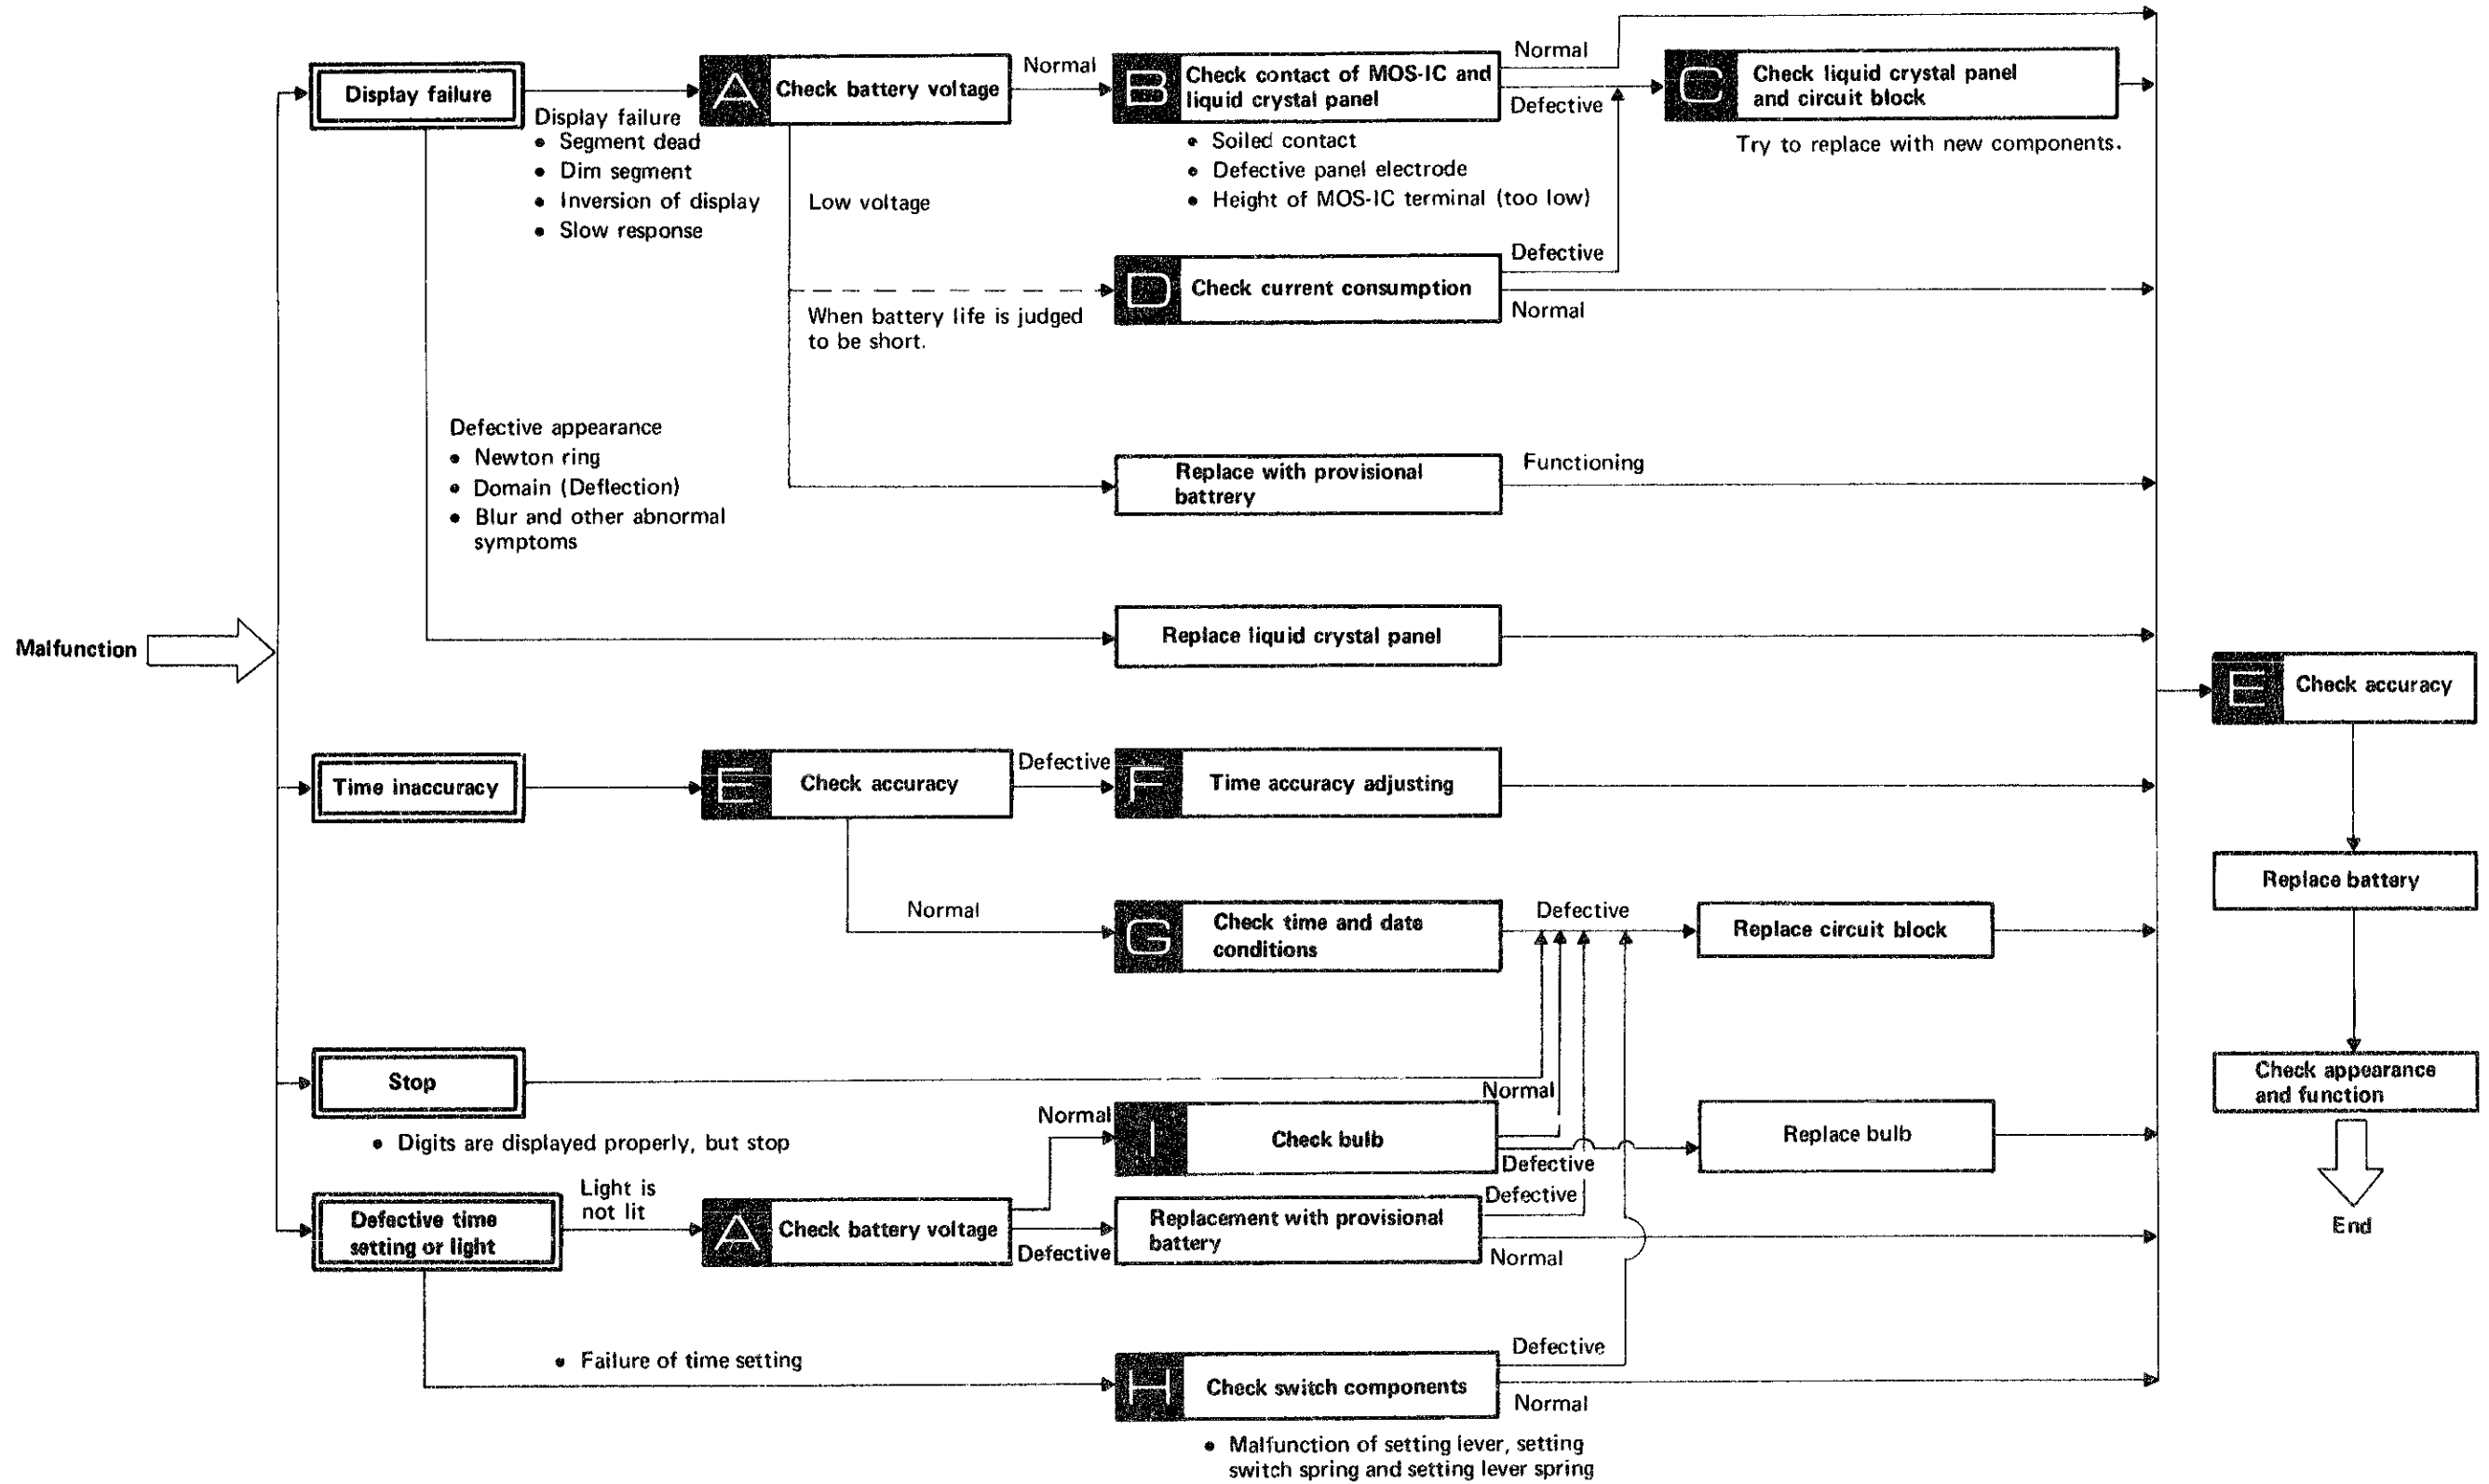 Display failure
Display failure
• Segment dead
• Dim segment
• Inversion of display
• Slow response
A
Check battery voltage
Normal
Low voltage
When battery life is judged
to be short.
B
Check contact of MOS-IC and
liquid crystal panel
• Soiled contact
• Defective panel electrode
• Height of MOS-IC terminal (too low)
Normal
Defective
C
Check liquid crystal panel
and circuit block
Try to replace with new components.
D
Check current consumption
Defective
Normal
Defective appearance
• Newton ring
• Domain (Deflection)
• Blur and other abnormal
symptoms
Replace with provisional
battrery
Functioning
Replace liquid crystal panel
Malfunction
Time inaccuracy
E
Check accuracy
Defective
F
Time accuracy adjusting
Normal
G
Check time and date
conditions
Defective
Replace circuit block
Stop
• Digits are displayed properly, but stop
Defective time
setting or light
Light is
not lit
A
Check battery voltage
Normal
Defective
I
Check bulb
Normal
Defective
Replace bulb
Replacement with provisional
battery
Defective
Normal
• Failure of time setting
H
Check switch components
Defective
Normal
• Malfunction of setting lever, setting
switch spring and setting lever spring
E
Check accuracy
Replace battery
Check appearance
and function
End